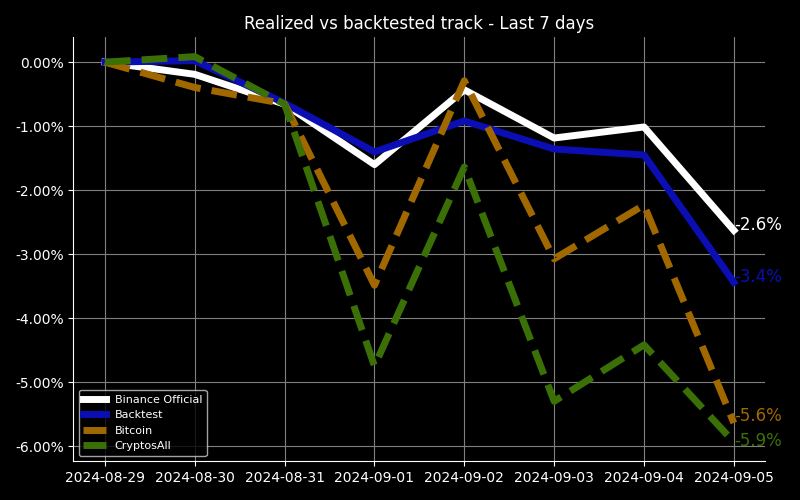 Realized vs backtested track - Last 7 days
0.00%
-1.00%
-2.00%
-3.00%
-4.00%
-5.00%
-6.00%
-2.6%
-3.4%
-5.6%
-5.9%
Binance Official
Backtest
Bitcoin
CryptosAll
2024-08-29 2024-08-30 2024-08-31 2024-09-01 2024-09-02 2024-09-03 2024-09-04 2024-09-05